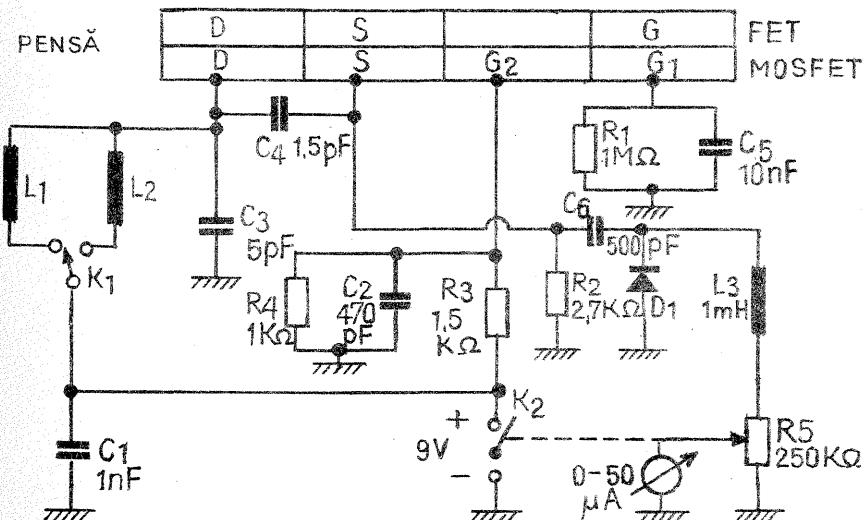 PENSĂ
D S G FET
D S G2 G1 MOSFET
C4 1,5pF
R1
1MΩ
C5
10nF
L1
L2
C3
5pF
C6
500 pF
K1
R4
1KΩ
C2
470
pF
R3
1,5
KΩ
R2
2,7KΩ
D1
L3
1mH
K2
+
9V
-
C1
1nF
0-50
μA
R5
250KΩ